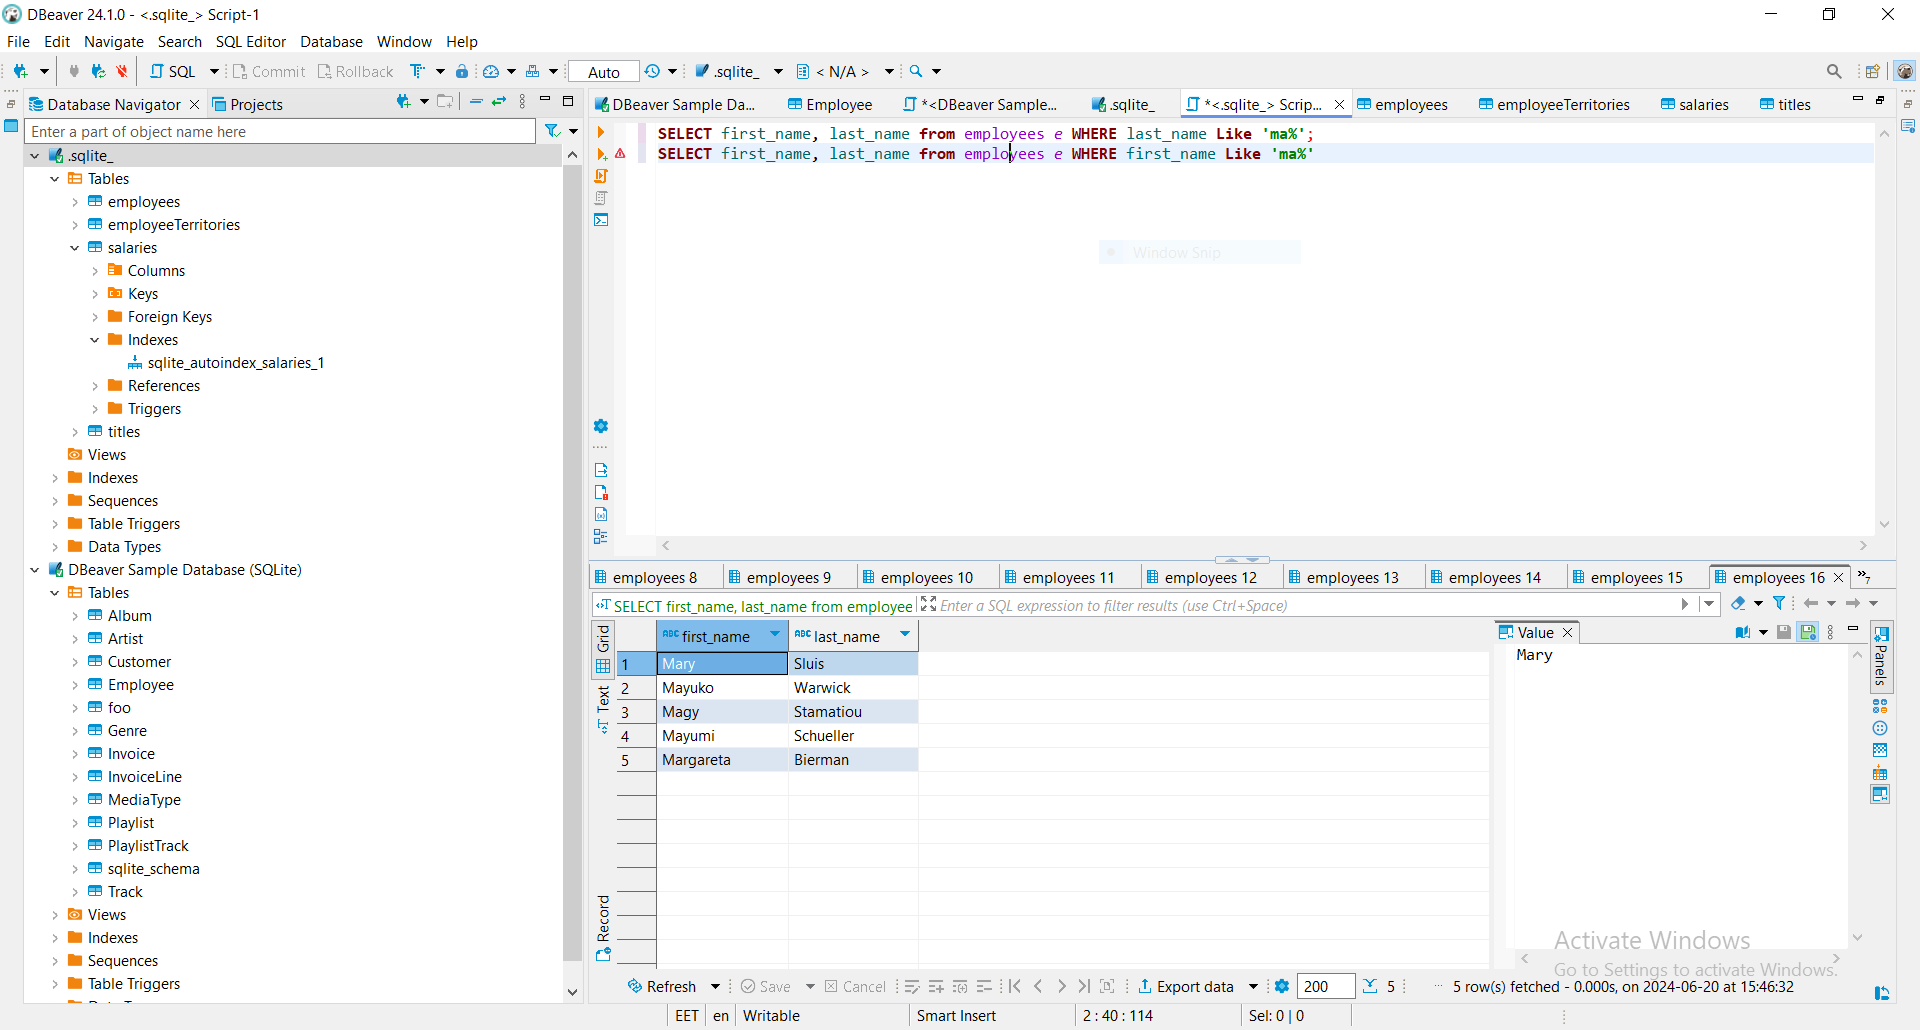 DBeaver 24.1.0 - <.sqlite_> Script-1
File Edit Navigate Search SQL Editor Database Window Help
SQL Commit Rollback Auto .sqlite_ < N/A >
Database Navigator Projects
DBeaver Sample Da... Employee *<DBeaver Sample... .sqlite_ *<.sqlite_> Scrip... employees employeeTerritories salaries titles
Enter a part of object name here
.sqlite_
Tables
employees
employeeTerritories
salaries
Columns
Keys
Foreign Keys
Indexes
sqlite_autoindex_salaries_1
References
Triggers
titles
Views
Indexes
Sequences
Table Triggers
Data Types
DBeaver Sample Database (SQLite)
Tables
Album
Artist
Customer
Employee
foo
Genre
Invoice
InvoiceLine
MediaType
Playlist
PlaylistTrack
sqlite_schema
Track
Views
Indexes
Sequences
Table Triggers
SELECT first_name, last_name from employees e WHERE last_name Like 'ma%';
SELECT first_name, last_name from employees e WHERE first_name Like 'ma%'
Window Snip
employees 8 employees 9 employees 10 employees 11 employees 12 employees 13 employees 14 employees 15 employees 16 »7
SELECT first_name, last_name from employee Enter a SQL expression to filter results (use Ctrl+Space)
Grid
Text
Record
ABC first_name ABC last_name
1 Mary Sluis
2 Mayuko Warwick
3 Magy Stamatiou
4 Mayumi Schueller
5 Margareta Bierman
Value
Mary
Panels
Activate Windows
Go to Settings to activate Windows.
Refresh Save Cancel Export data 200 5 5 row(s) fetched - 0.000s, on 2024-06-20 at 15:46:32
EET en Writable Smart Insert 2 : 40 : 114 Sel: 0 | 0